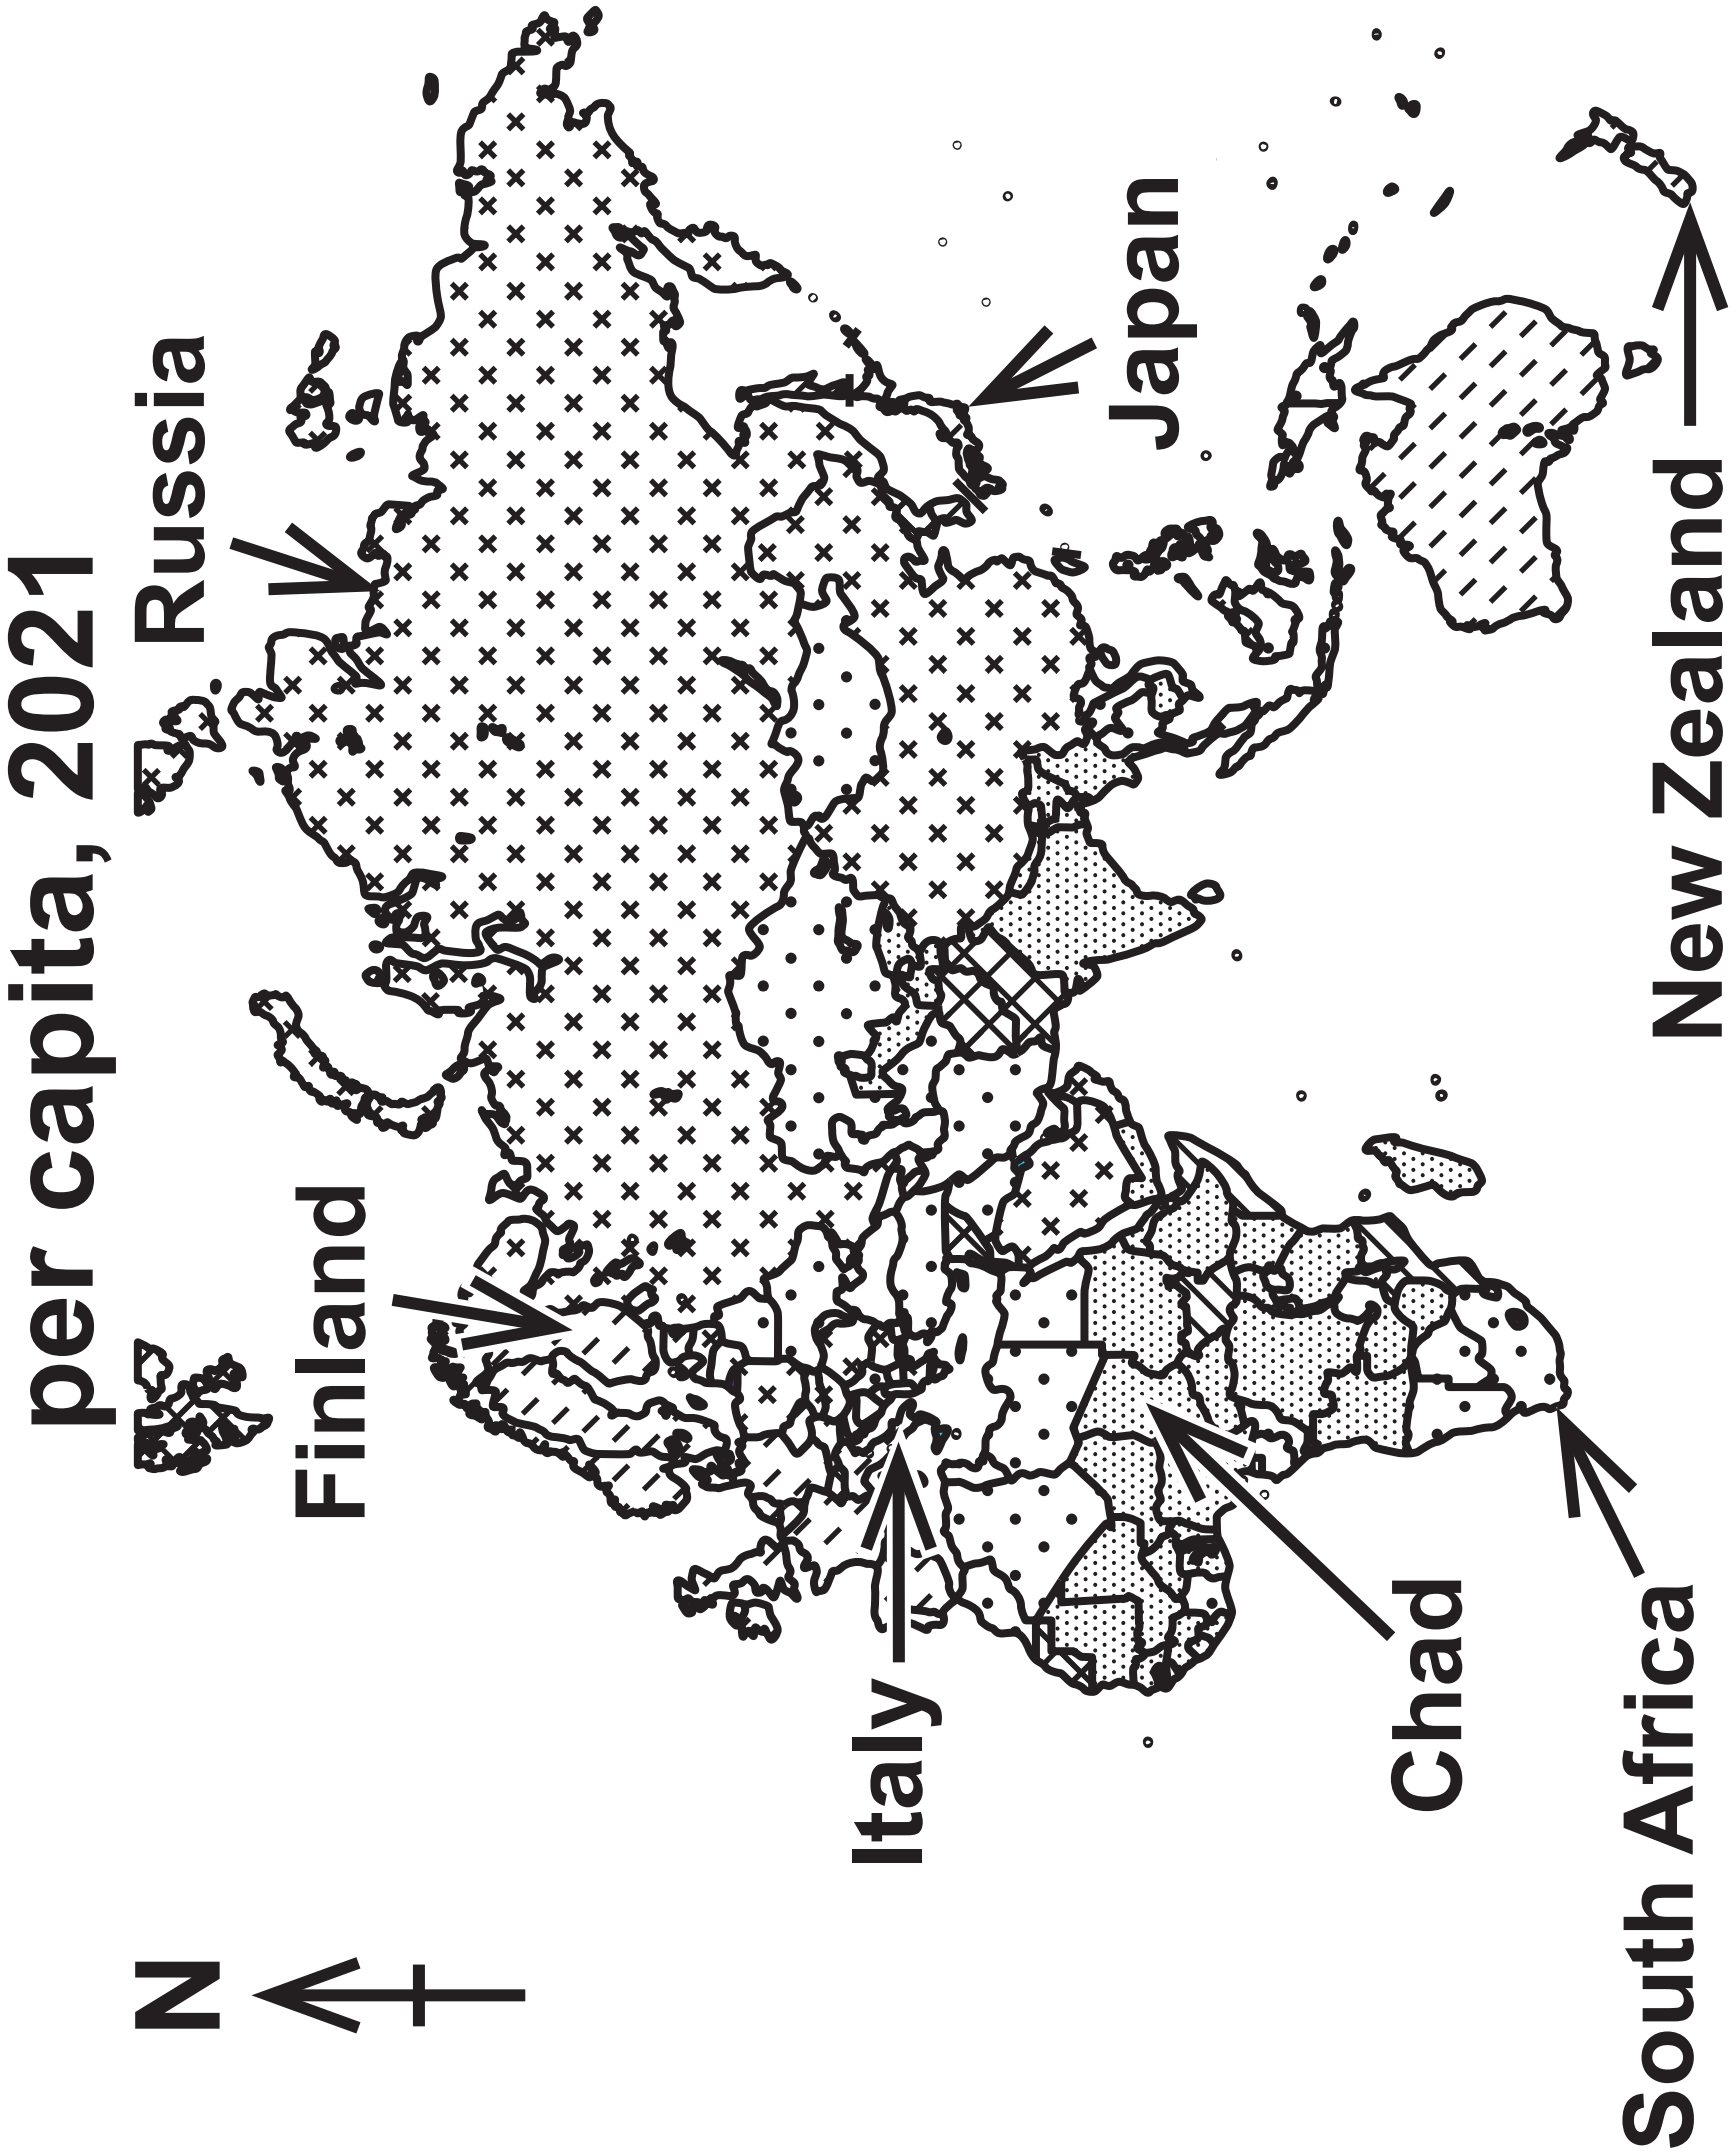 per capita, 2021
N
Russia
Finland
Japan
Italy
Chad
South Africa
New Zealand